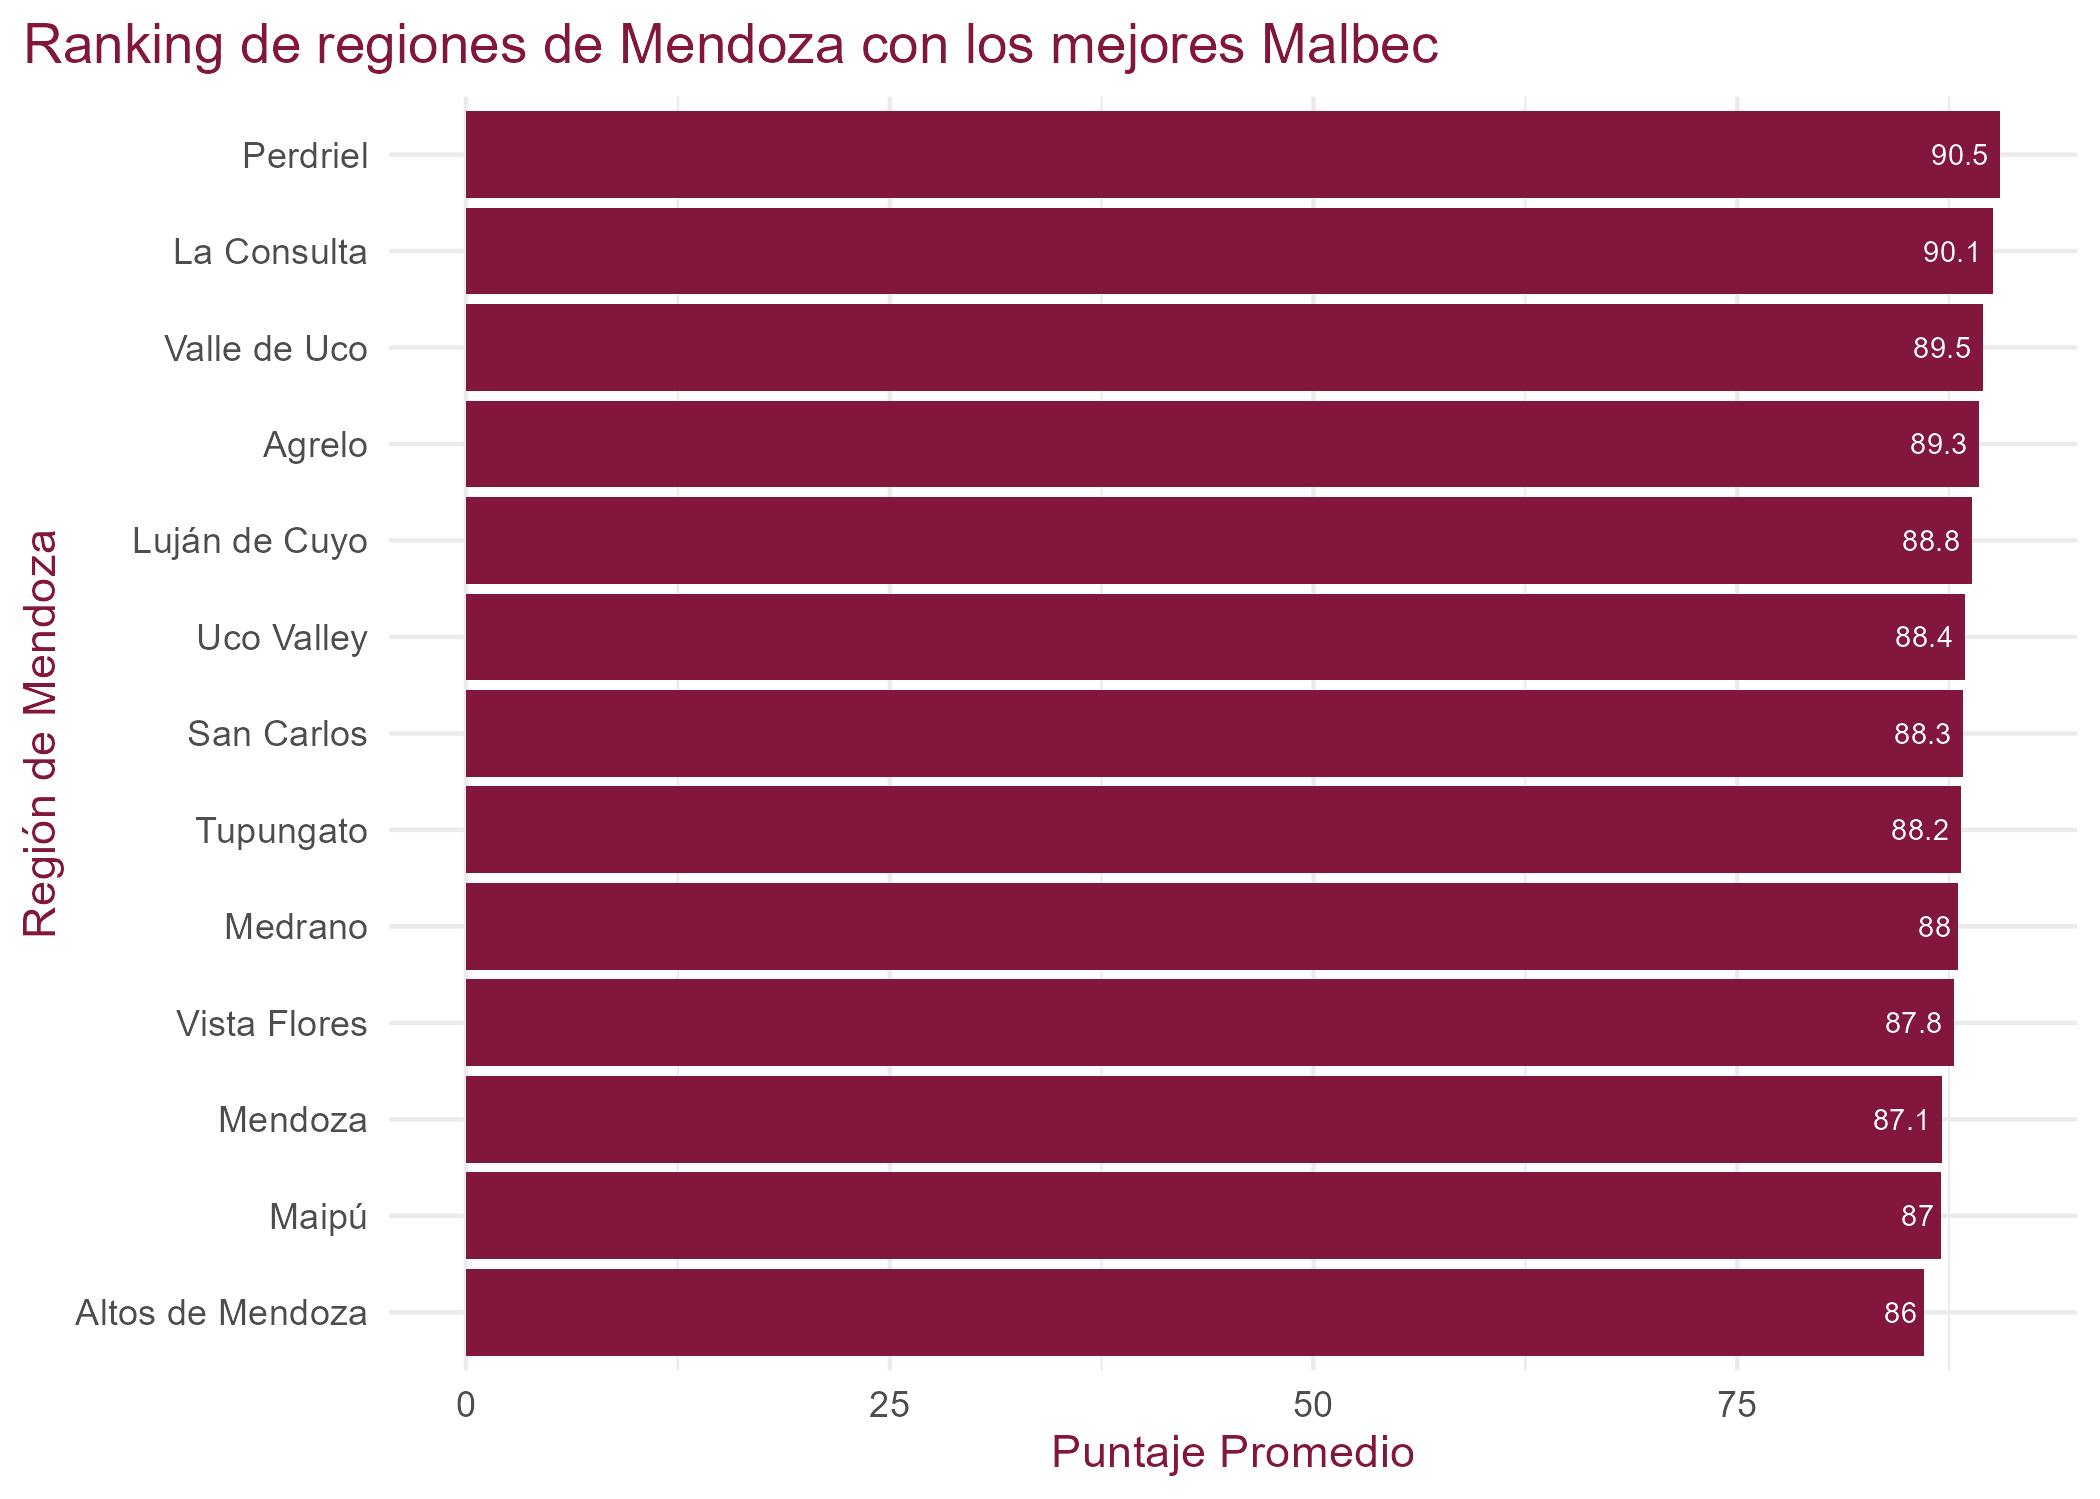 Ranking de regiones de Mendoza con los mejores Malbec
Región de Mendoza
Perdriel 90.5
La Consulta 90.1
Valle de Uco 89.5
Agrelo 89.3
Luján de Cuyo 88.8
Uco Valley 88.4
San Carlos 88.3
Tupungato 88.2
Medrano 88
Vista Flores 87.8
Mendoza 87.1
Maipú 87
Altos de Mendoza 86
0 25 50 75
Puntaje Promedio